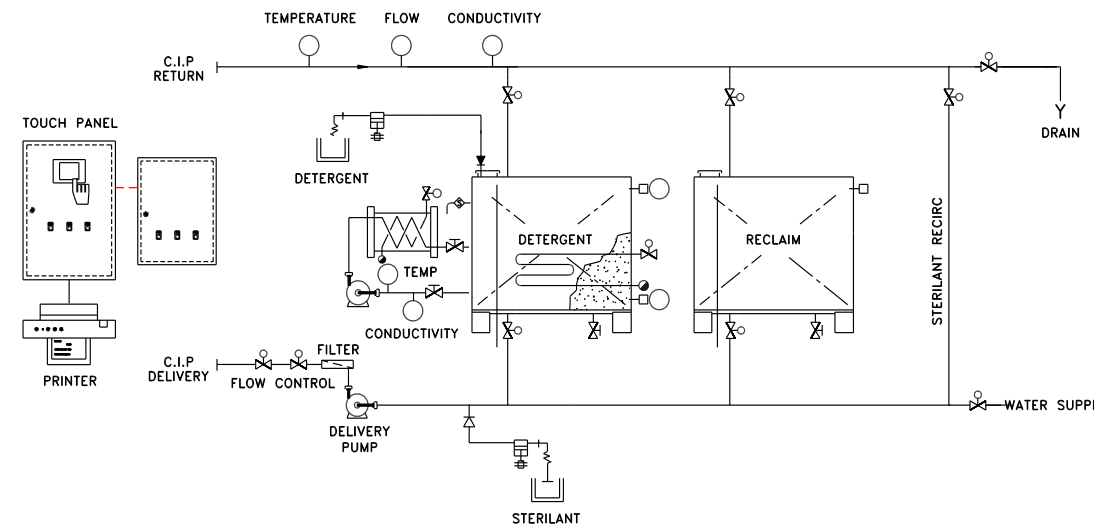 TEMPERATURE FLOW CONDUCTIVITY
C.I.P
RETURN
DRAIN
TOUCH PANEL
DETERGENT
DETERGENT
RECLAIM
STERILANT RECIRC
TEMP
CONDUCTIVITY
PRINTER
C.I.P
DELIVERY
FLOW CONTROL
FILTER
DELIVERY
PUMP
WATER SUPP
STERILANT